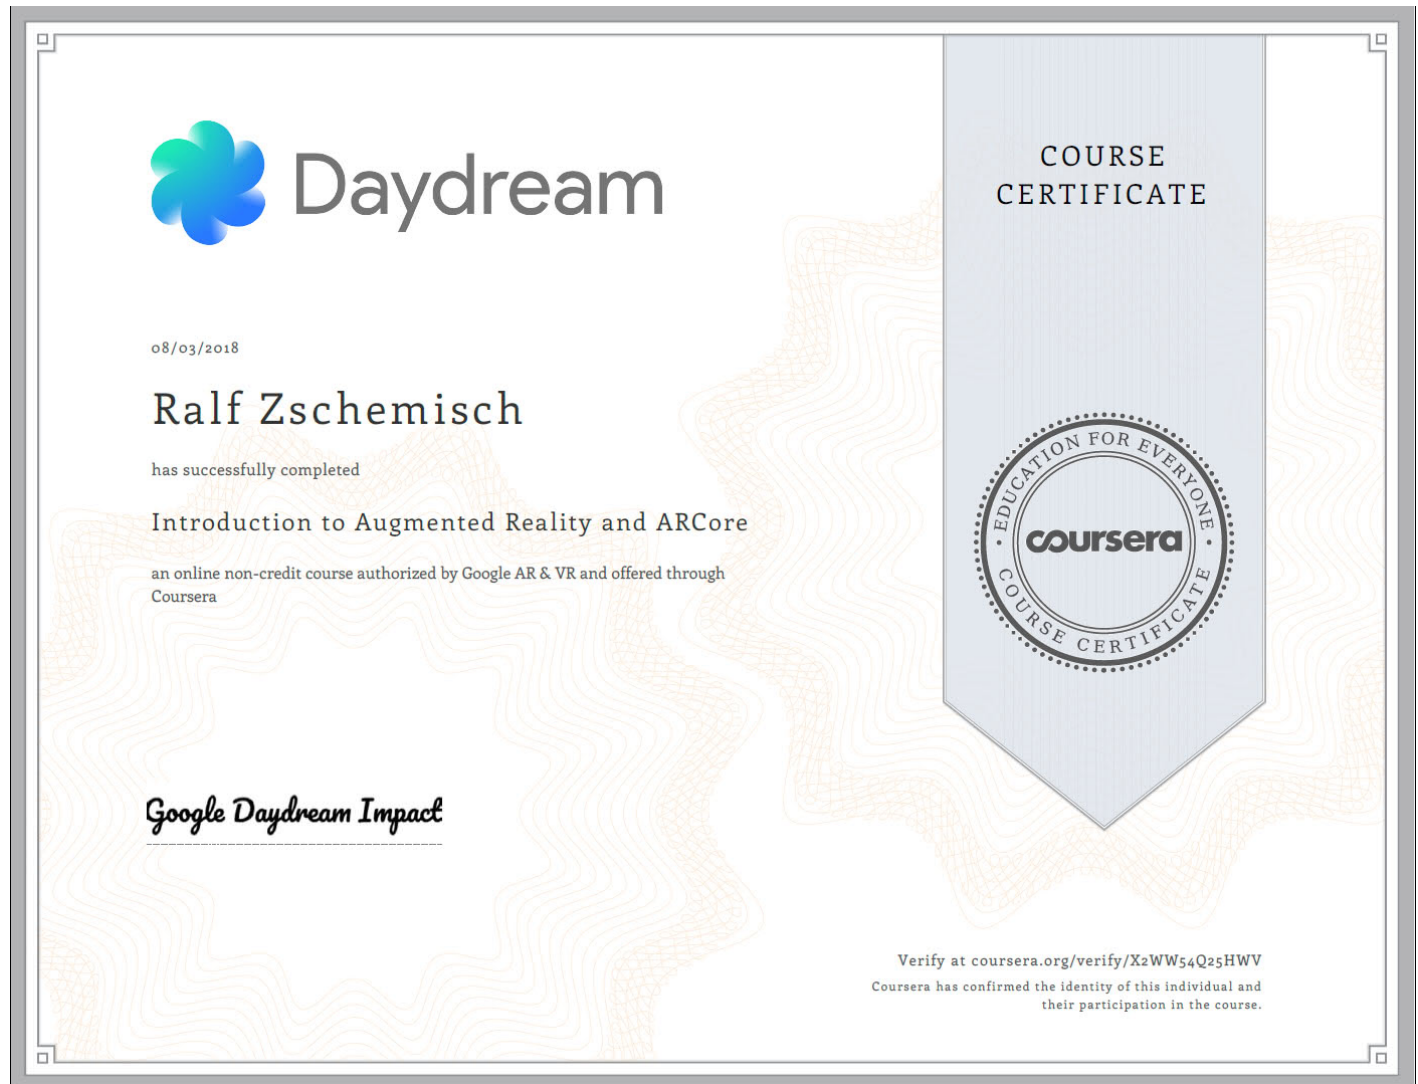 Daydream
COURSE
CERTIFICATE
08/03/2018
Ralf Zschemisch
has successfully completed
Introduction to Augmented Reality and ARCore
an online non-credit course authorized by Google AR & VR and offered through
Coursera
EDUCATION FOR EVERYONE
coursera
COURSE CERTIFICATE
Google Daydream Impact
Verify at coursera.org/verify/X2WW54Q25HWV
Coursera has confirmed the identity of this individual and
their participation in the course.